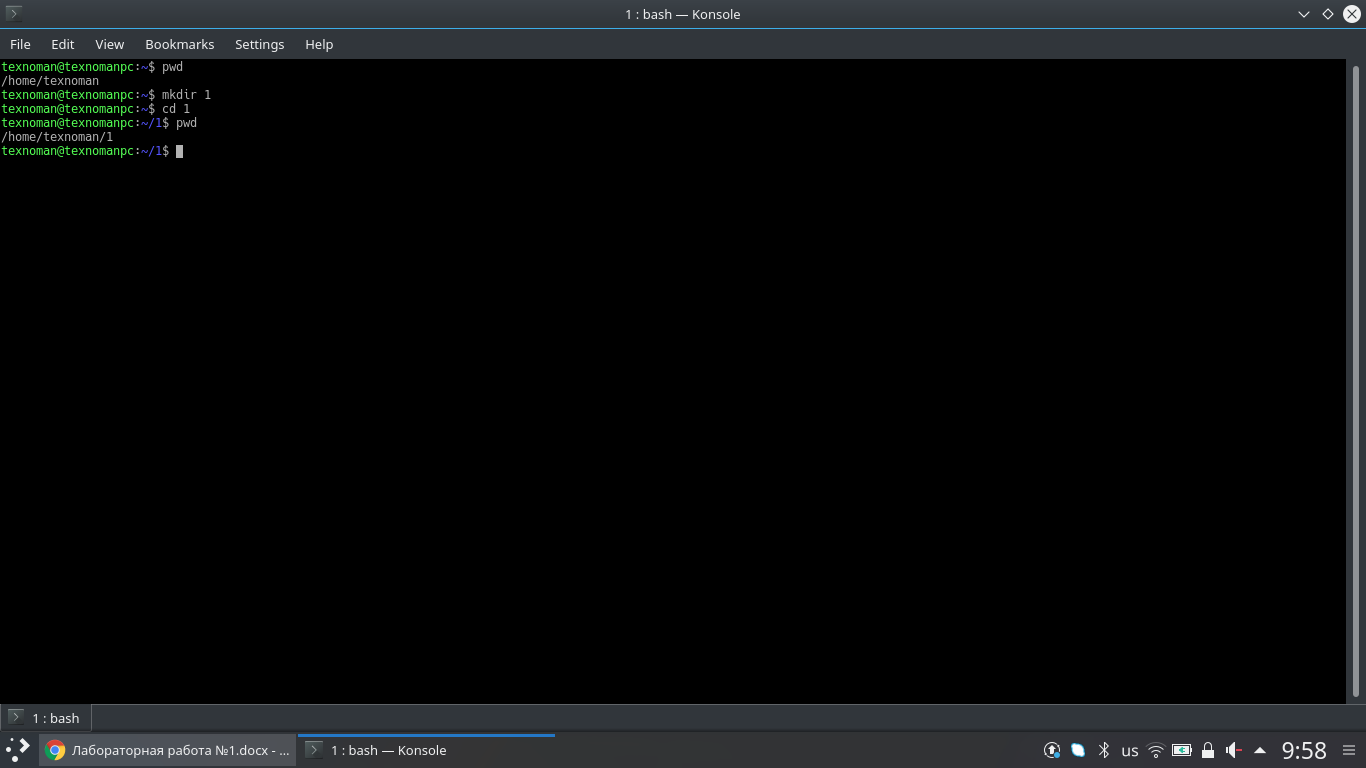 1 : bash — Konsole
File Edit View Bookmarks Settings Help
texnoman@texnomanpc:~$ pwd
/home/texnoman
texnoman@texnomanpc:~$ mkdir 1
texnoman@texnomanpc:~$ cd 1
texnoman@texnomanpc:~/1$ pwd
/home/texnoman/1
texnoman@texnomanpc:~/1$
1 : bash
Лабораторная работа №1.docx - ... 1 : bash — Konsole us 9:58